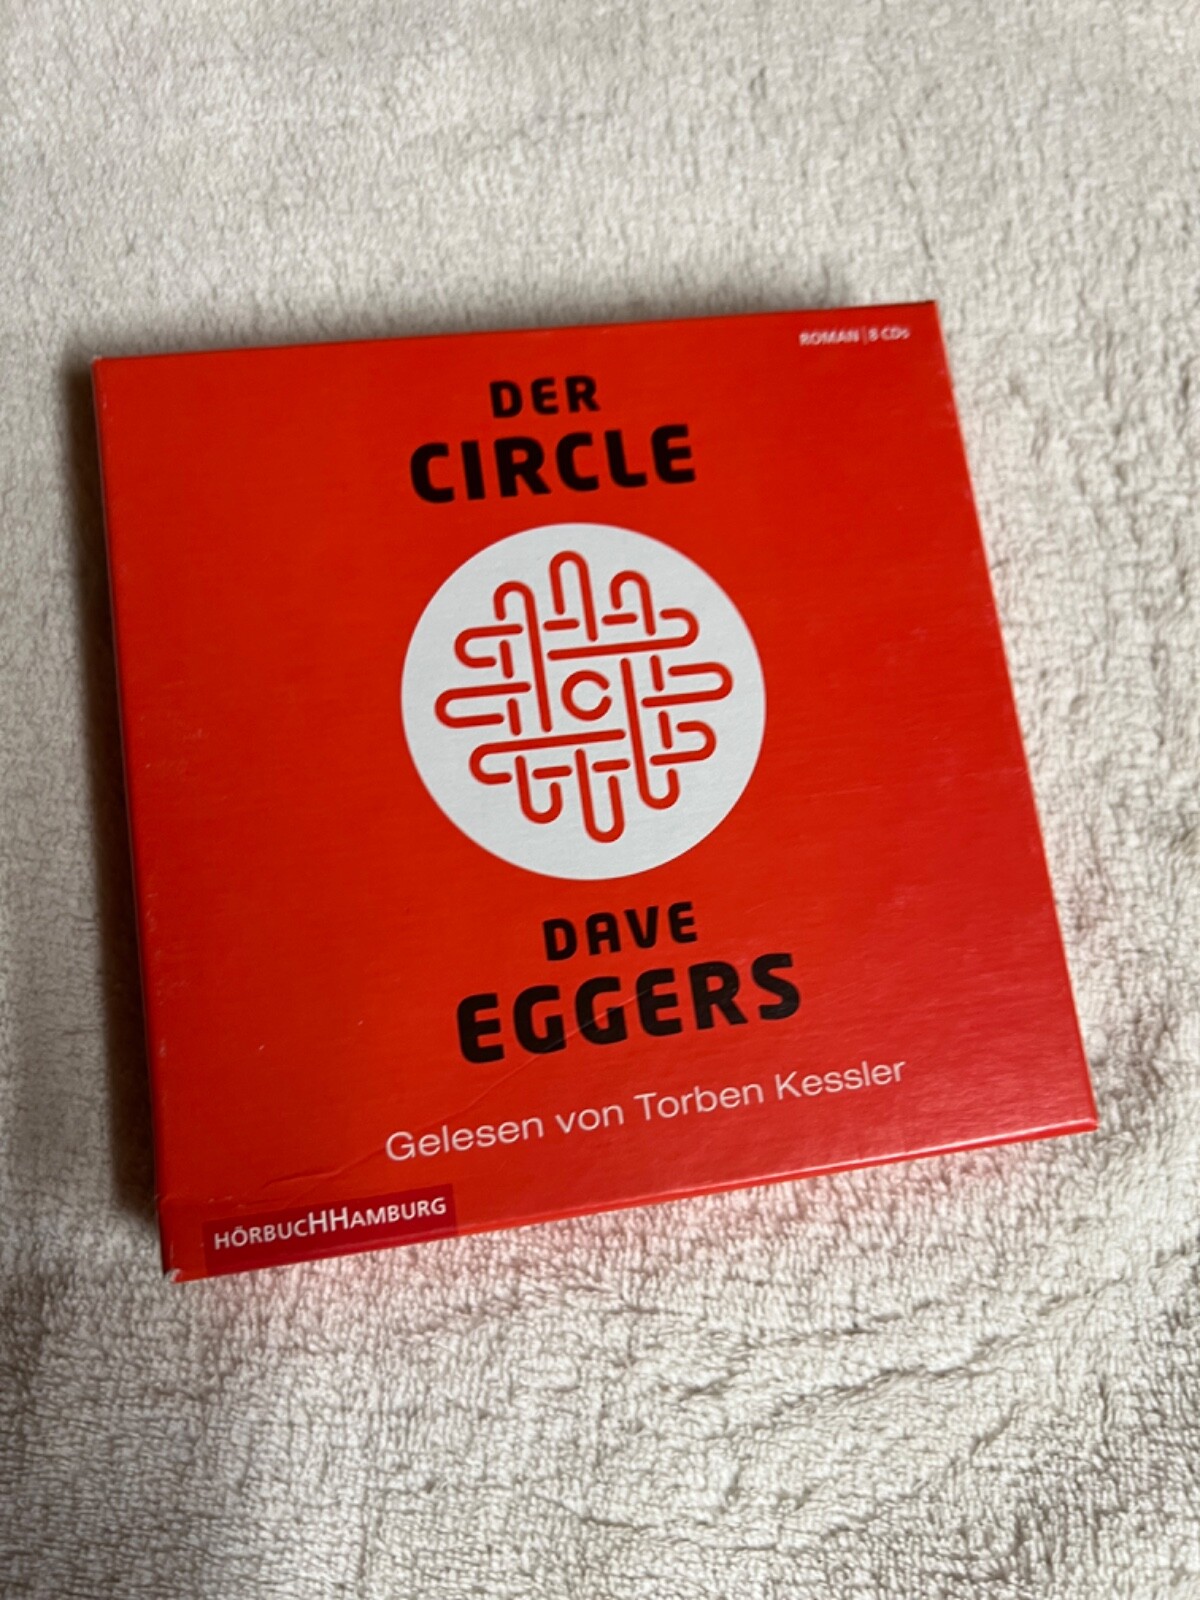 ROMAN | 8 CDs
DER
CIRCLE
C
DAVE
EGGERS
Gelesen von Torben Kessler
HÖRBUCHHAMBURG